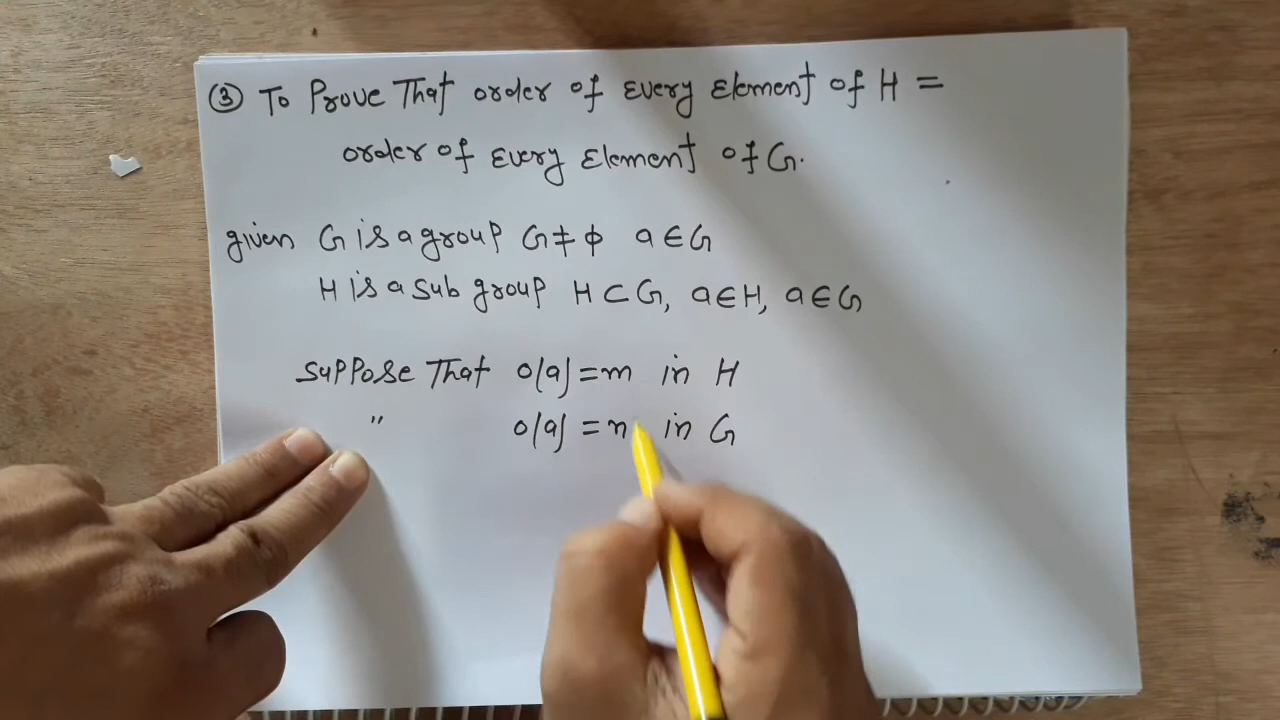 ③ To Prove That order of Every Element of H =
order of Every Element of G.
given G is a group G ≠ ϕ a ∈ G
H is a sub group H ⊂ G, a ∈ H, a ∈ G
Suppose That o(a) = m in H
" o(a) = n in G